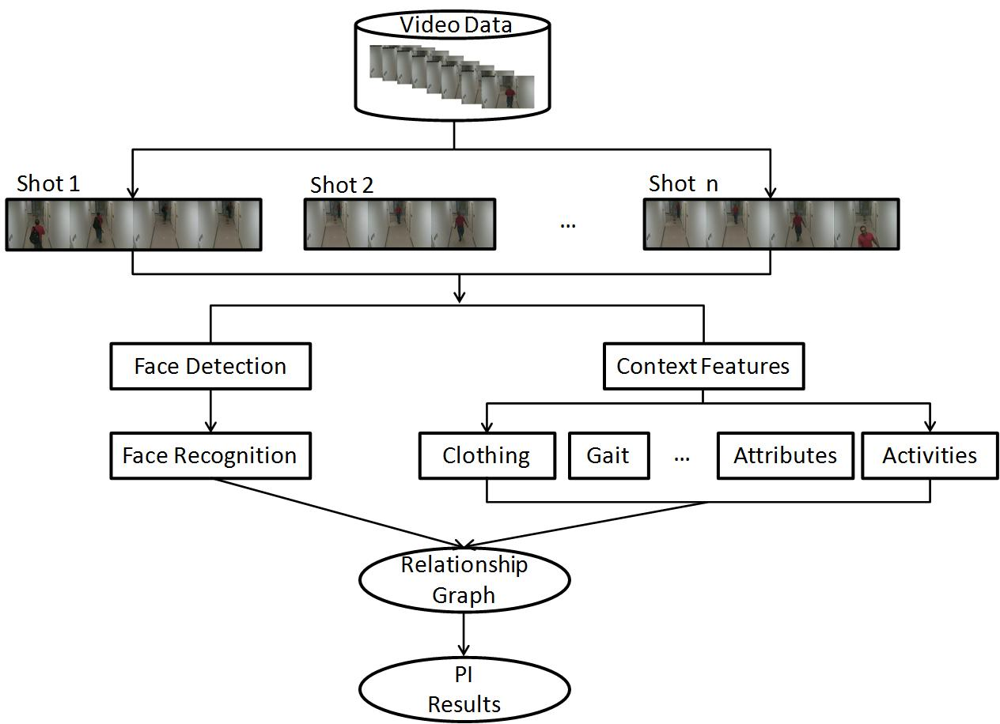 Video Data
Shot 1
Shot 2
Shot n
...
Face Detection
Context Features
Face Recognition
Clothing
Gait
...
Attributes
Activities
Relationship
Graph
PI
Results